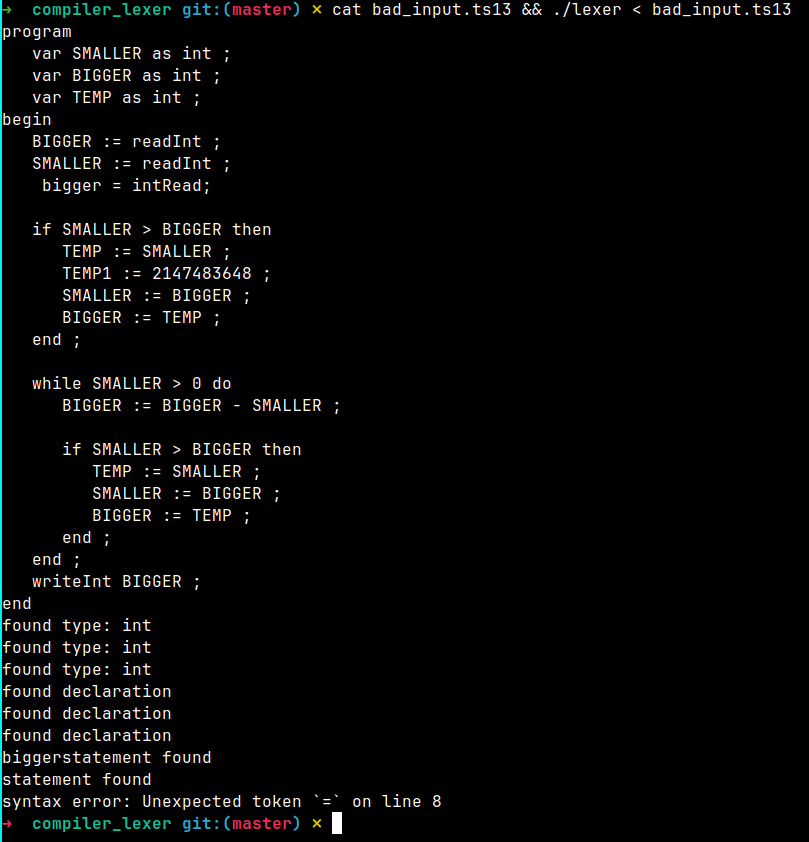 →  compiler_lexer git:(master) × cat bad_input.ts13 && ./lexer < bad_input.ts13
program
   var SMALLER as int ;
   var BIGGER as int ;
   var TEMP as int ;
begin
   BIGGER := readInt ;
   SMALLER := readInt ;
    bigger = intRead;

   if SMALLER > BIGGER then
      TEMP := SMALLER ;
      TEMP1 := 2147483648 ;
      SMALLER := BIGGER ;
      BIGGER := TEMP ;
   end ;

   while SMALLER > 0 do
      BIGGER := BIGGER - SMALLER ;

      if SMALLER > BIGGER then
         TEMP := SMALLER ;
         SMALLER := BIGGER ;
         BIGGER := TEMP ;
      end ;
   end ;
   writeInt BIGGER ;
end
found type: int
found type: int
found type: int
found declaration
found declaration
found declaration
biggerstatement found
statement found
syntax error: Unexpected token `=` on line 8
→  compiler_lexer git:(master) ×